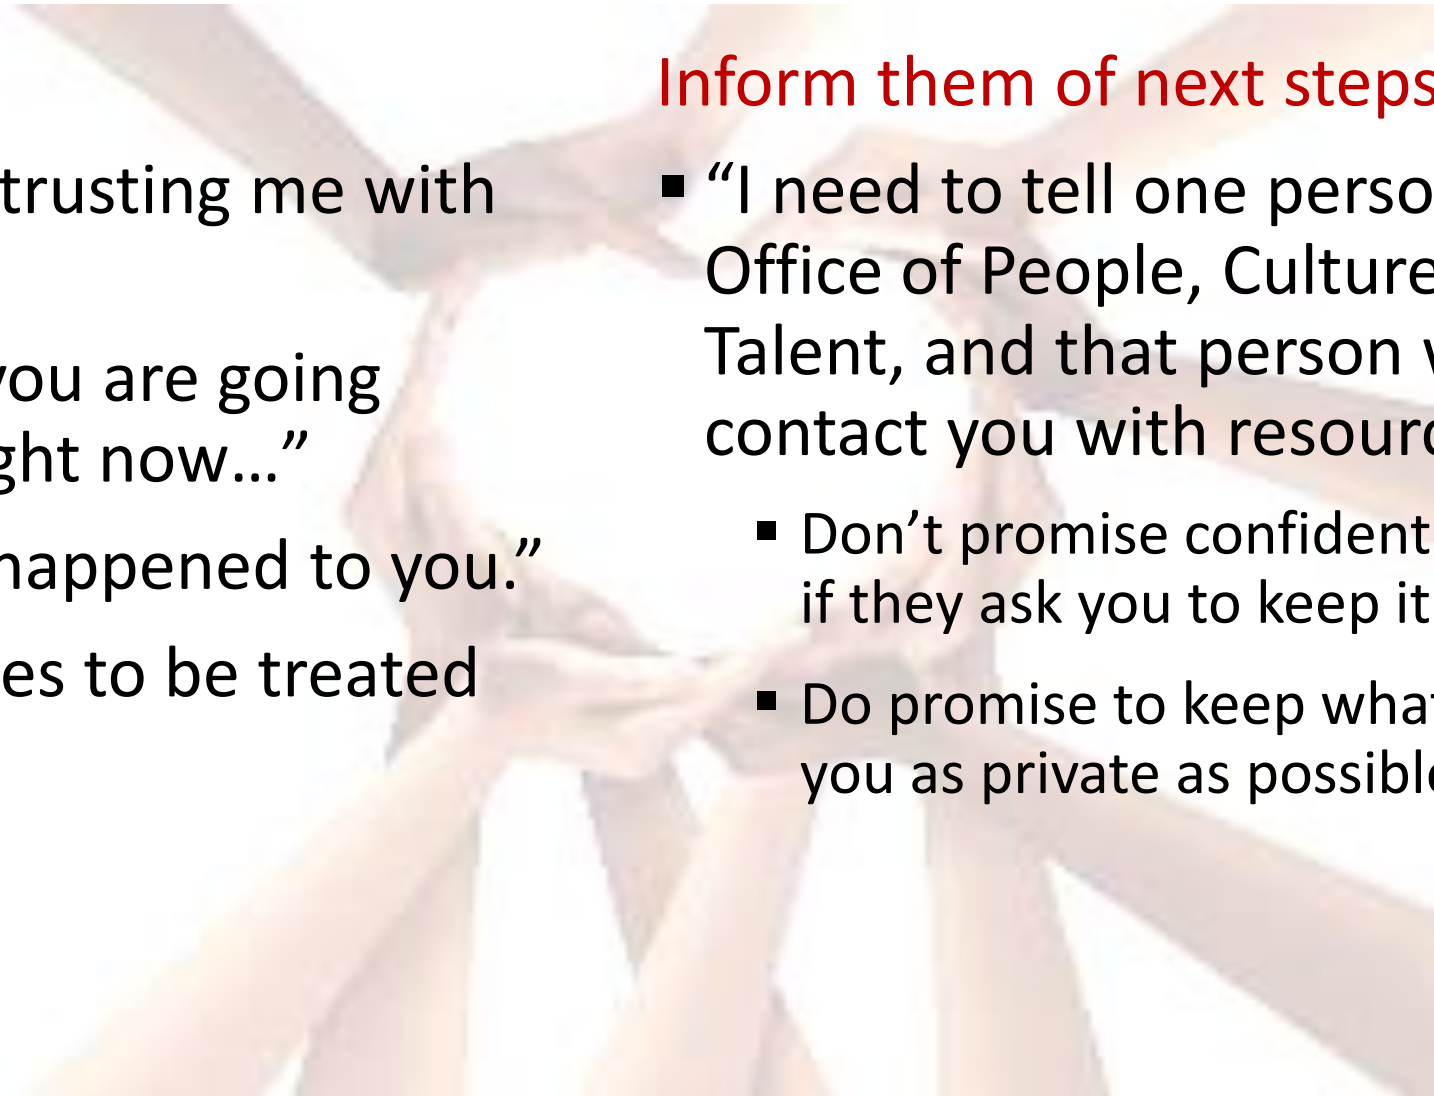 trusting me with
you are going
ght now…”
happened to you.”
es to be treated
Inform them of next steps
▪ “I need to tell one perso
Office of People, Culture
Talent, and that person
contact you with resour
▪ Don’t promise confident
if they ask you to keep it
▪ Do promise to keep what
you as private as possible